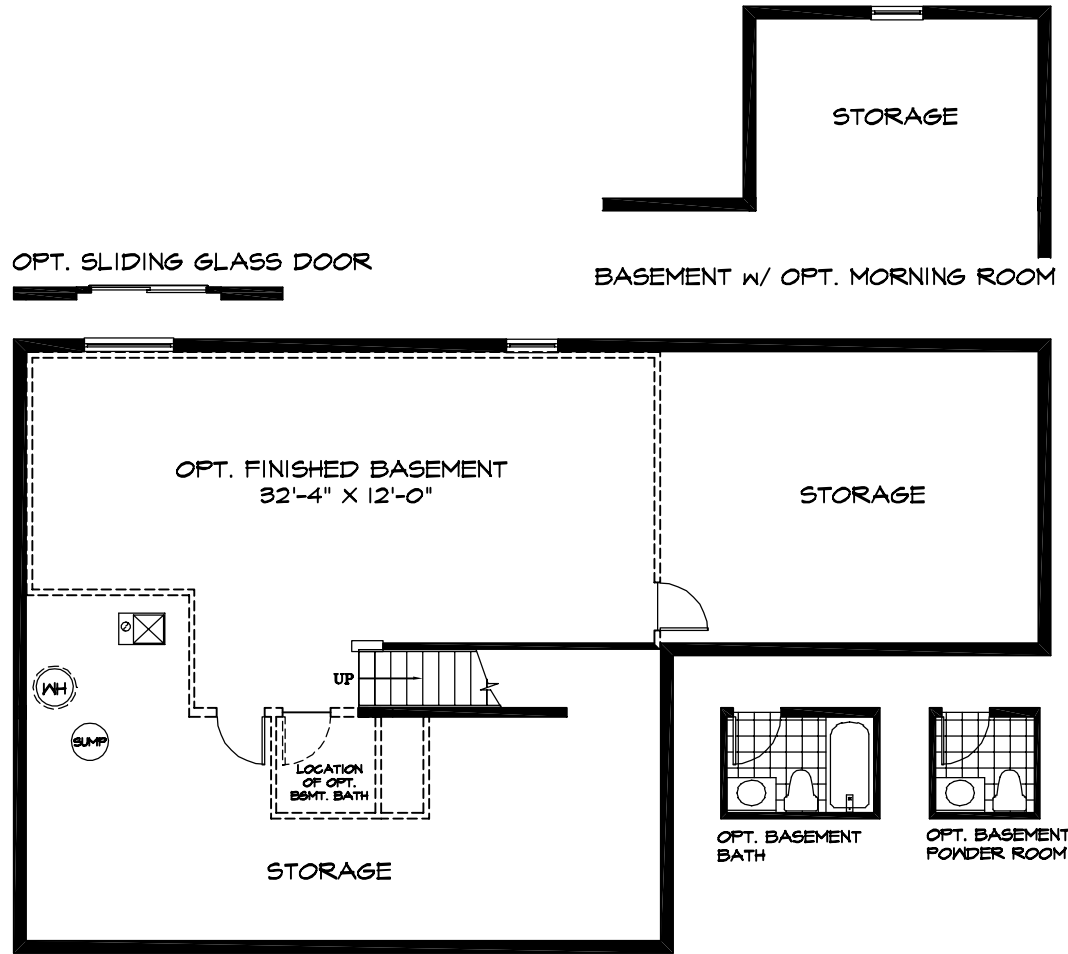 STORAGE
OPT. SLIDING GLASS DOOR
BASEMENT W/ OPT. MORNING ROOM
OPT. FINISHED BASEMENT
32'-4" X 12'-0"
STORAGE
UP
WH
SUMP
LOCATION
OF OPT.
BSMT. BATH
STORAGE
OPT. BASEMENT
BATH
OPT. BASEMENT
POWDER ROOM